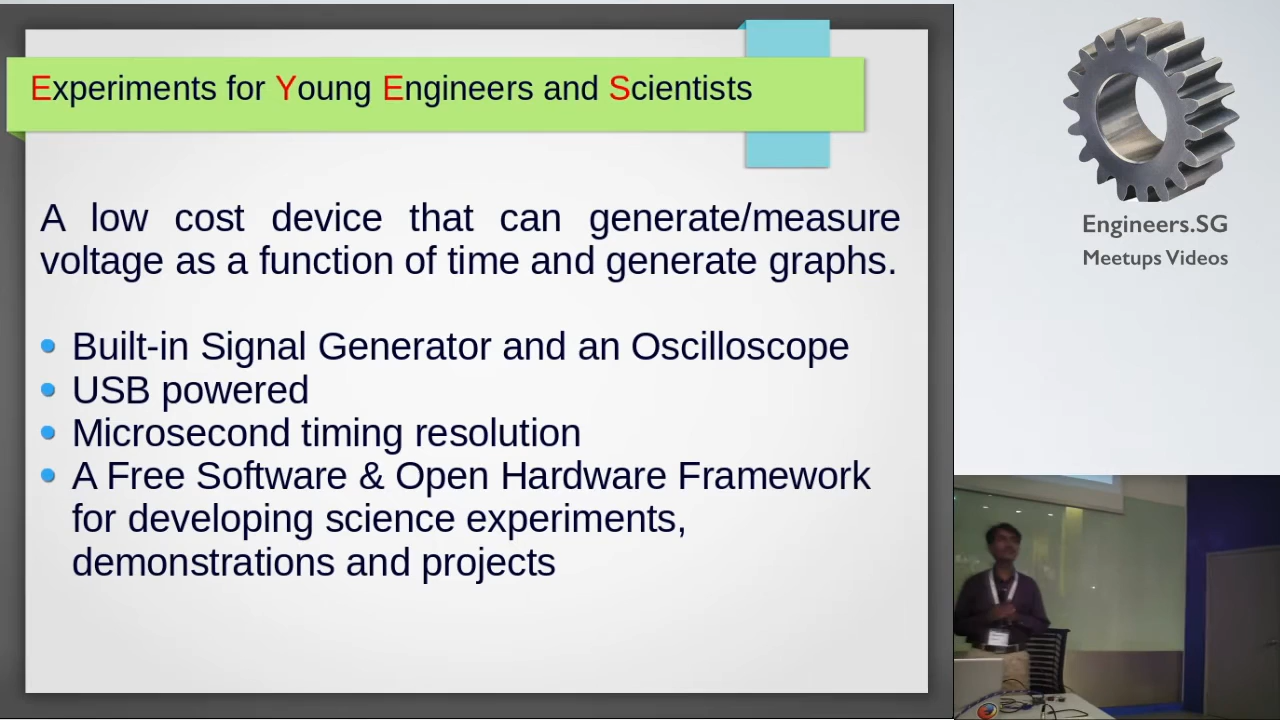 Experiments for Young Engineers and Scientists
A low cost device that can generate/measure
voltage as a function of time and generate graphs.
Built-in Signal Generator and an Oscilloscope
USB powered
Microsecond timing resolution
A Free Software & Open Hardware Framework
for developing science experiments,
demonstrations and projects
Engineers.SG
Meetups Videos